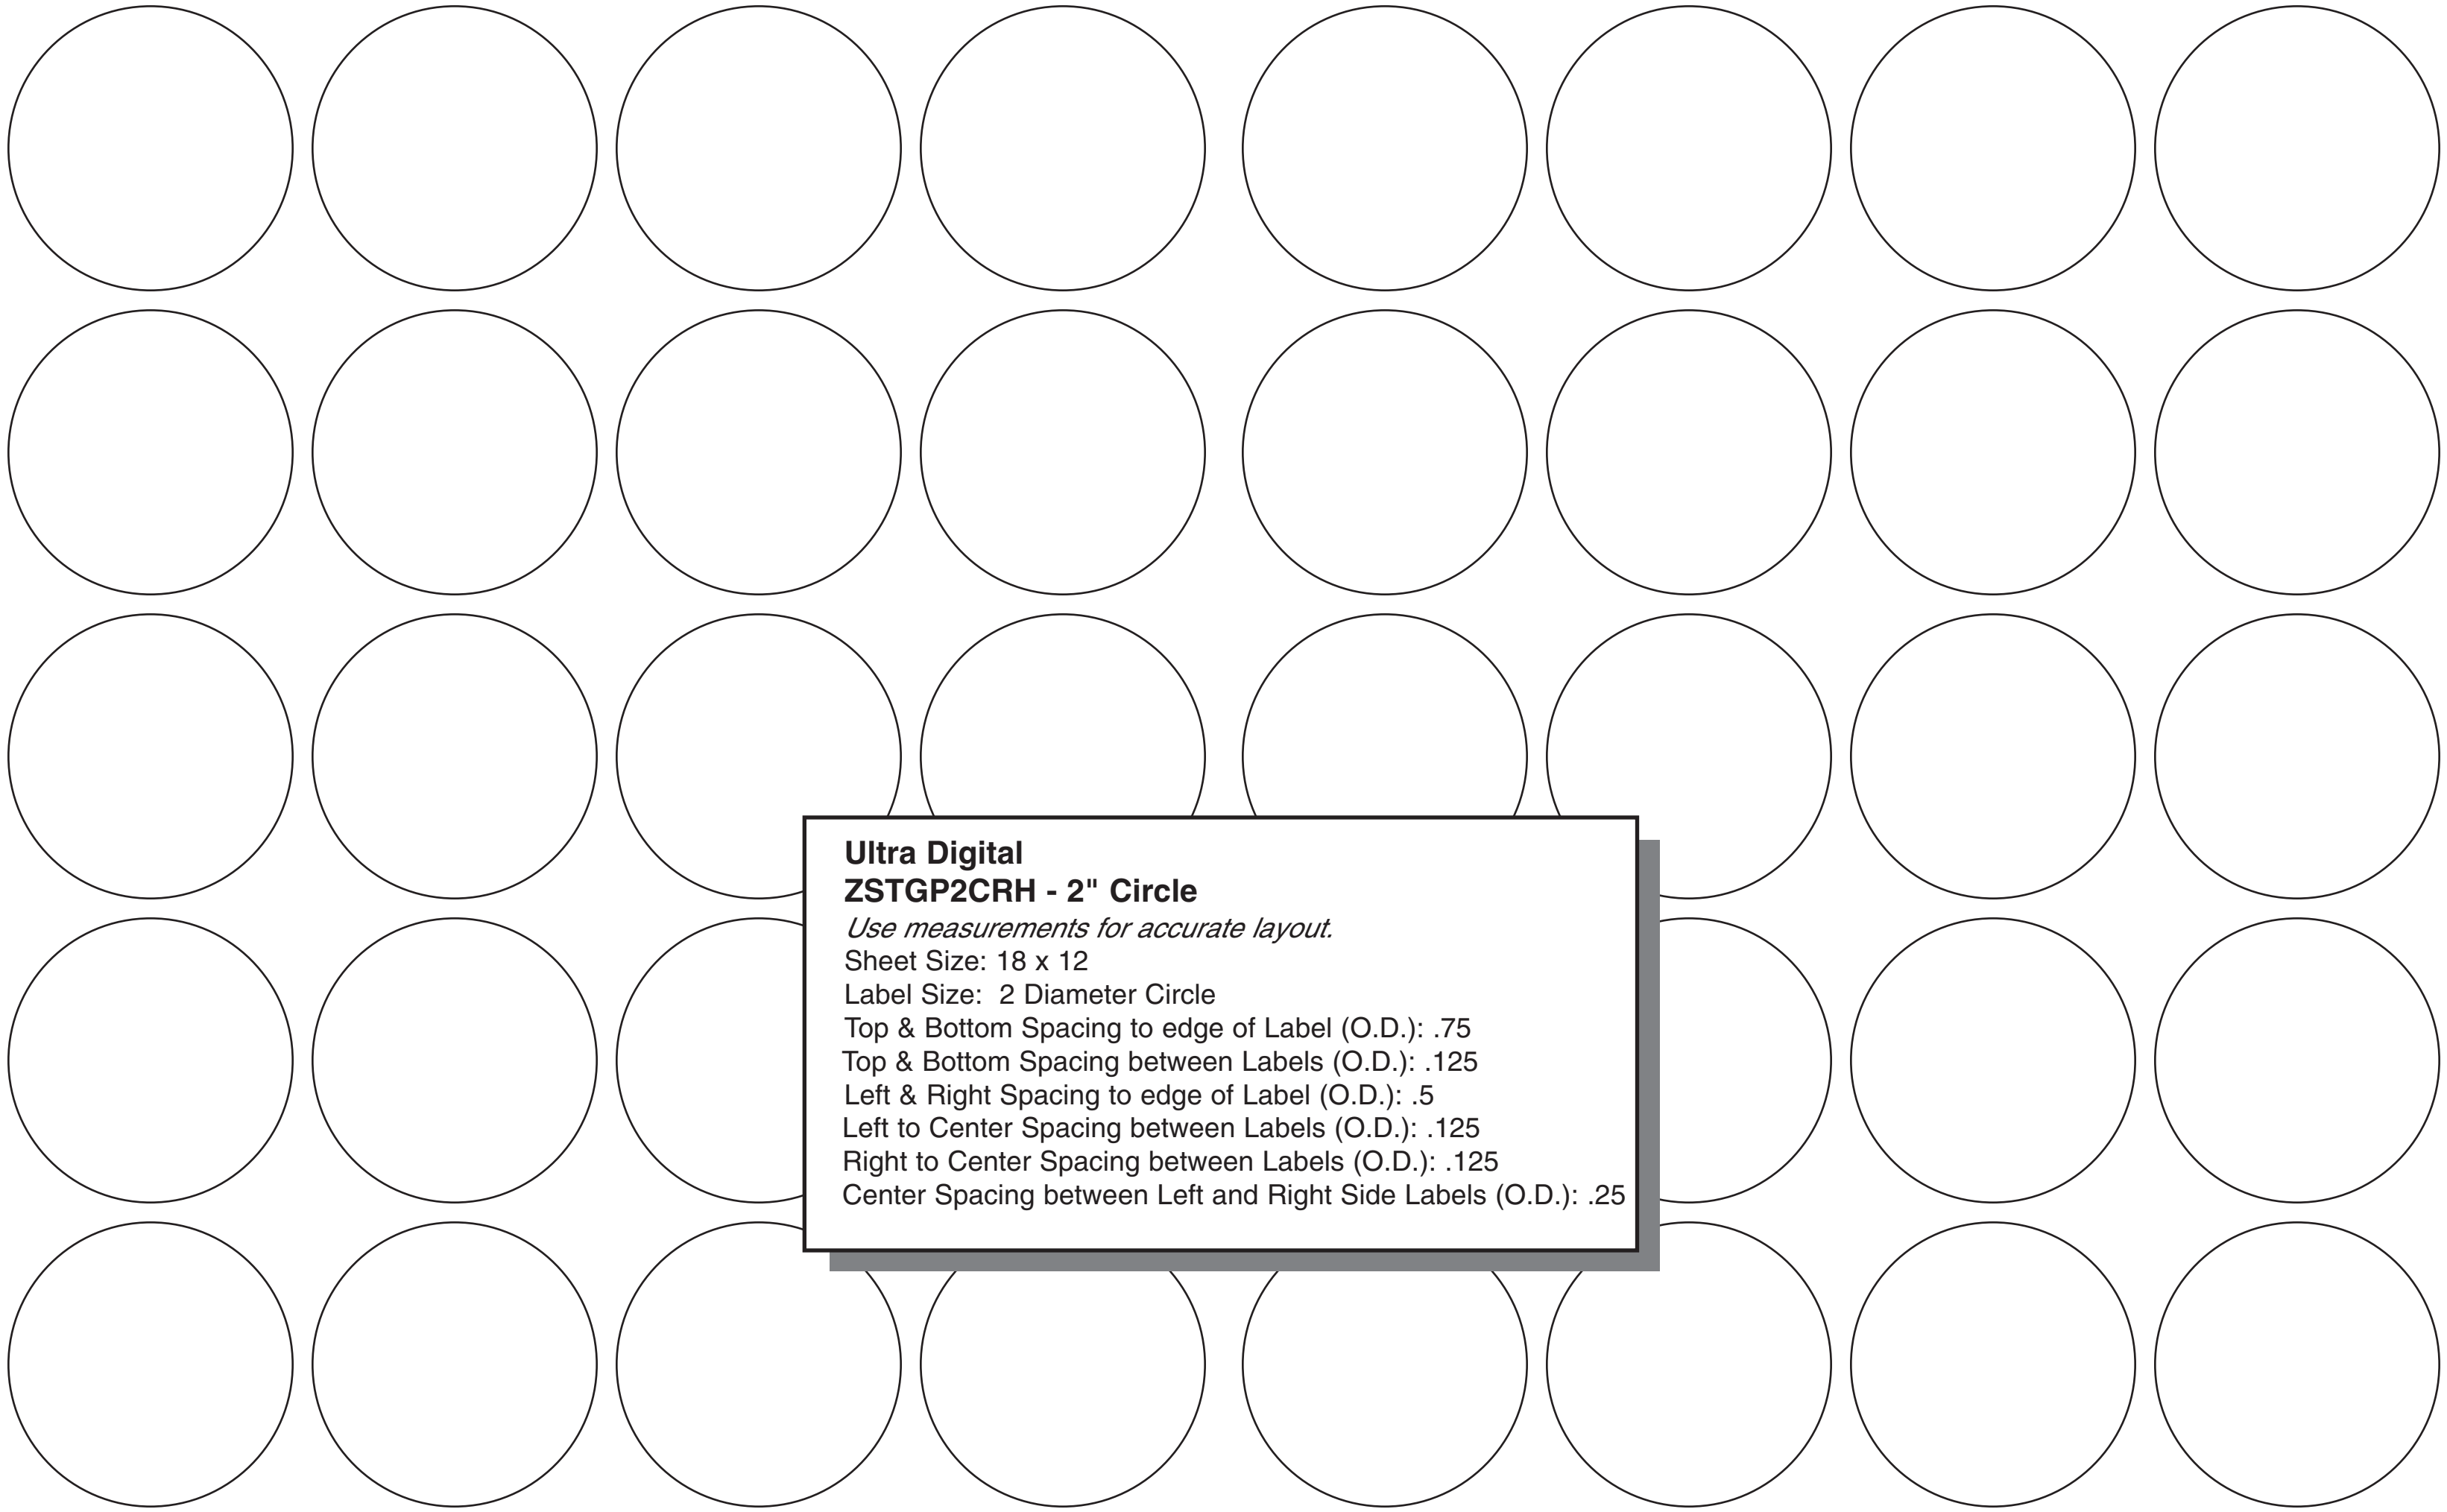 Ultra Digital
ZSTGP2CRH - 2" Circle
Use measurements for accurate layout.
Sheet Size: 18 x 12
Label Size:  2 Diameter Circle
Top & Bottom Spacing to edge of Label (O.D.): .75
Top & Bottom Spacing between Labels (O.D.): .125
Left & Right Spacing to edge of Label (O.D.): .5
Left to Center Spacing between Labels (O.D.): .125
Right to Center Spacing between Labels (O.D.): .125
Center Spacing between Left and Right Side Labels (O.D.): .25